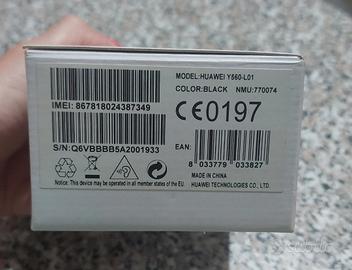 MODEL:HUAWEI Y560-L01
COLOR:BLACK NMU:770074
IMEI: 867818024387349
CE0197
S/N:Q6VBBBB5A2001933
EAN:
8 033779 033827
MADE IN CHINA
HUAWEI TECHNOLOGIES CO., LTD.
Notice: This device may be operated in all member states of the EU.